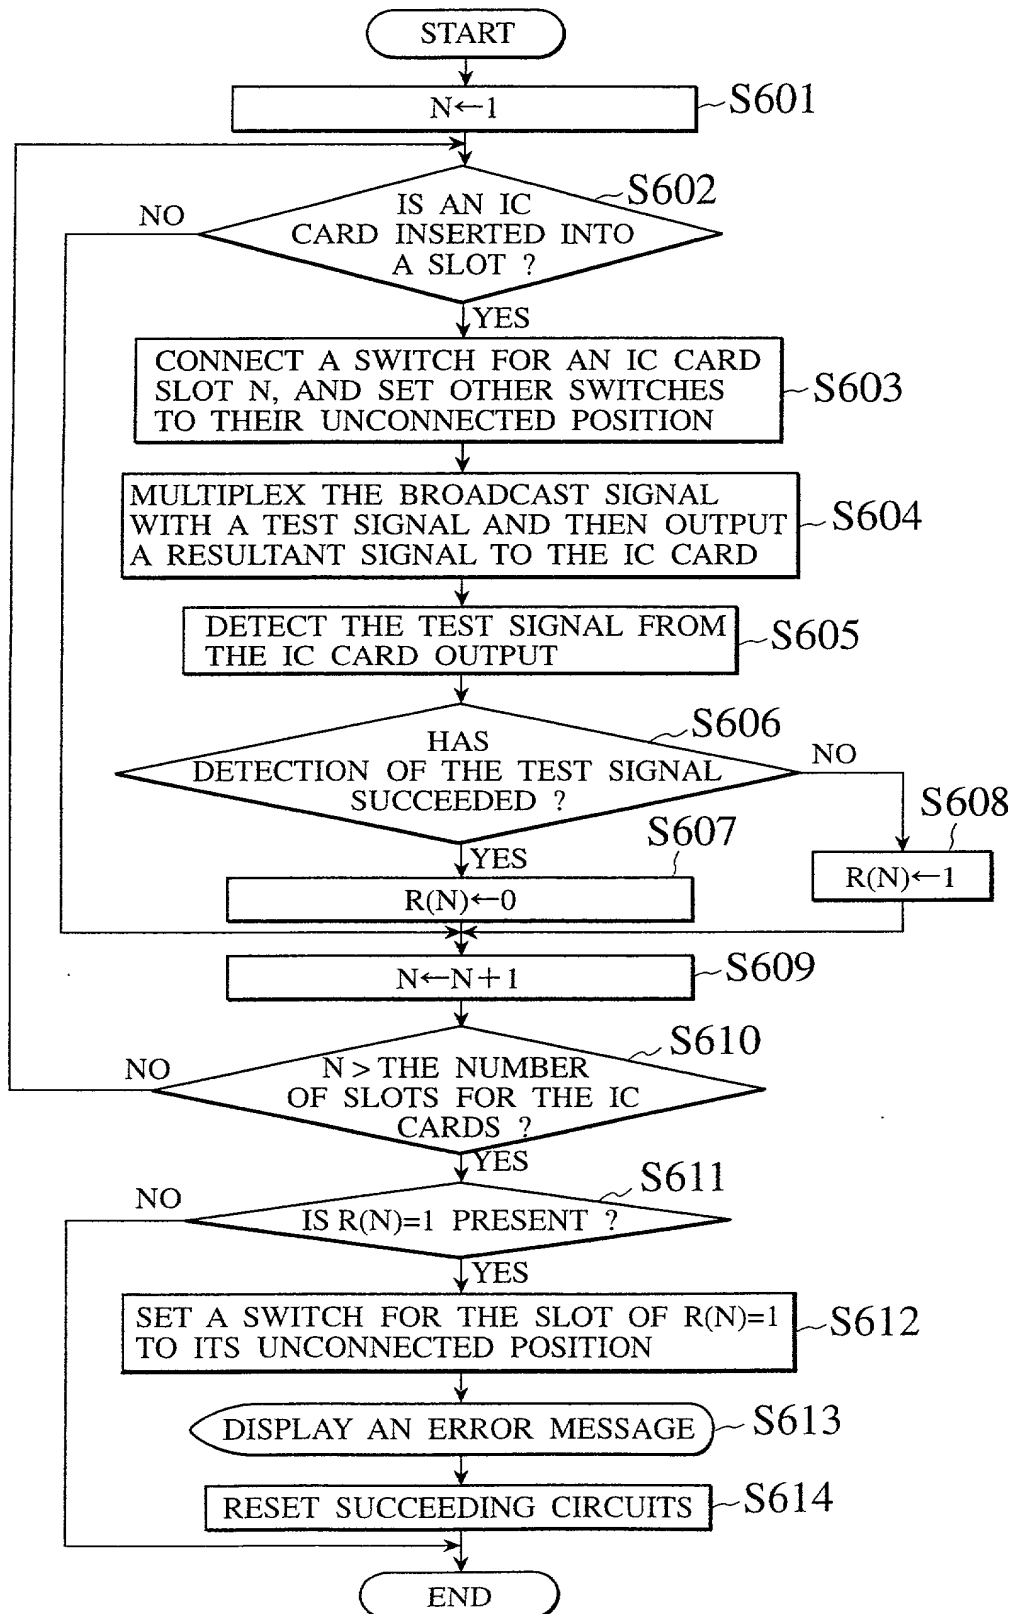 START
N←1
S601
S602
NO
IS AN IC
CARD INSERTED INTO
A SLOT ?
YES
CONNECT A SWITCH FOR AN IC CARD
SLOT N, AND SET OTHER SWITCHES
TO THEIR UNCONNECTED POSITION
S603
MULTIPLEX THE BROADCAST SIGNAL
WITH A TEST SIGNAL AND THEN OUTPUT
A RESULTANT SIGNAL TO THE IC CARD
S604
DETECT THE TEST SIGNAL FROM
THE IC CARD OUTPUT
S605
S606
HAS
DETECTION OF THE TEST SIGNAL
SUCCEEDED ?
NO
S608
S607
YES
R(N)←0
R(N)←1
N←N+1
S609
S610
NO
N > THE NUMBER
OF SLOTS FOR THE IC
CARDS ?
YES
S611
NO
IS R(N)=1 PRESENT ?
YES
SET A SWITCH FOR THE SLOT OF R(N)=1
TO ITS UNCONNECTED POSITION
S612
DISPLAY AN ERROR MESSAGE
S613
RESET SUCCEEDING CIRCUITS
S614
END